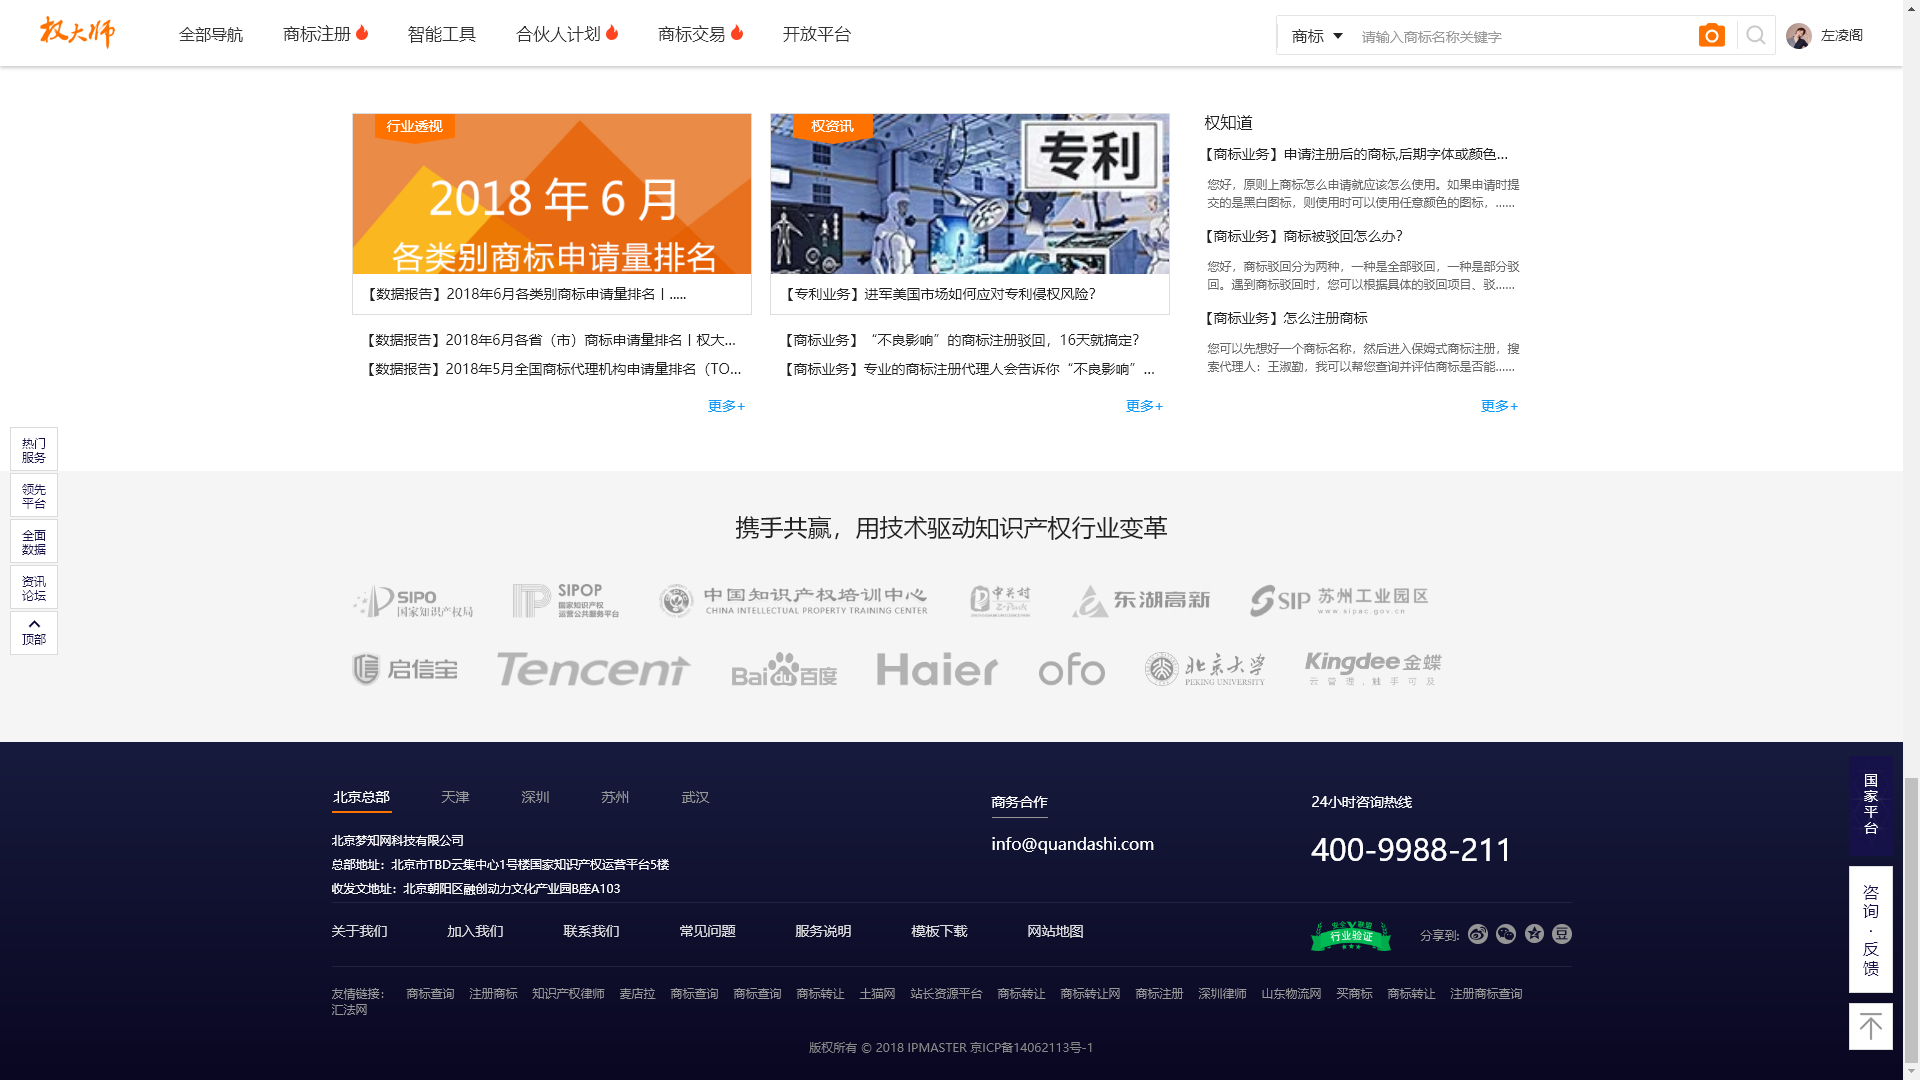 权大师
全部导航
商标注册
智能工具
合伙人计划
商标交易
开放平台
商标
请输入商标名称关键字
左凌阁
行业透视
2018 年 6 月
各类别商标申请量排名
【数据报告】2018年6月各类别商标申请量排名丨.....
【数据报告】2018年6月各省（市）商标申请量排名丨权大...
【数据报告】2018年5月全国商标代理机构申请量排名（TO...
更多+
权资讯
专利
【专利业务】进军美国市场如何应对专利侵权风险？
【商标业务】“不良影响”的商标注册驳回，16天就搞定？
【商标业务】专业的商标注册代理人会告诉你“不良影响”...
更多+
权知道
【商标业务】申请注册后的商标,后期字体或颜色...
您好，原则上商标怎么申请就应该怎么使用。如果申请时提
交的是黑白图标，则使用时可以使用任意颜色的图标，......
【商标业务】商标被驳回怎么办？
您好，商标驳回分为两种，一种是全部驳回，一种是部分驳
回。遇到商标驳回时，您可以根据具体的驳回项目、驳......
【商标业务】怎么注册商标
您可以先想好一个商标名称，然后进入保姆式商标注册，搜
索代理人：王淑勤，我可以帮您查询并评估商标是否能......
更多+
热门
服务
领先
平台
全面
数据
资讯
论坛
顶部
携手共赢，用技术驱动知识产权行业变革
SIPO
国家知识产权局
SIPOP
国家知识产权
运营公共服务平台
中国知识产权培训中心
CHINA INTELLECTUAL PROPERTY TRAINING CENTER
中关村
Z-Park
东湖高新
SIP 苏州工业园区
www.sipac.gov.cn
启信宝
Tencent
Bai du 百度
Haier
ofo
北京大学
PEKING UNIVERSITY
Kingdee 金蝶
云 管 理 , 触 手 可 及
北京总部
天津
深圳
苏州
武汉
北京梦知网科技有限公司
总部地址：北京市TBD云集中心1号楼国家知识产权运营平台5楼
收发文地址：北京朝阳区融创动力文化产业园B座A103
商务合作
info@quandashi.com
24小时咨询热线
400-9988-211
关于我们
加入我们
联系我们
常见问题
服务说明
模板下载
网站地图
安全V联盟
行业验证
分享到:
豆
友情链接：
商标查询
注册商标
知识产权律师
麦店拉
商标查询
商标查询
商标转让
土猫网
站长资源平台
商标转让
商标转让网
商标注册
深圳律师
山东物流网
买商标
商标转让
注册商标查询
汇法网
版权所有 © 2018 IPMASTER 京ICP备14062113号-1
国家平台
咨询·反馈